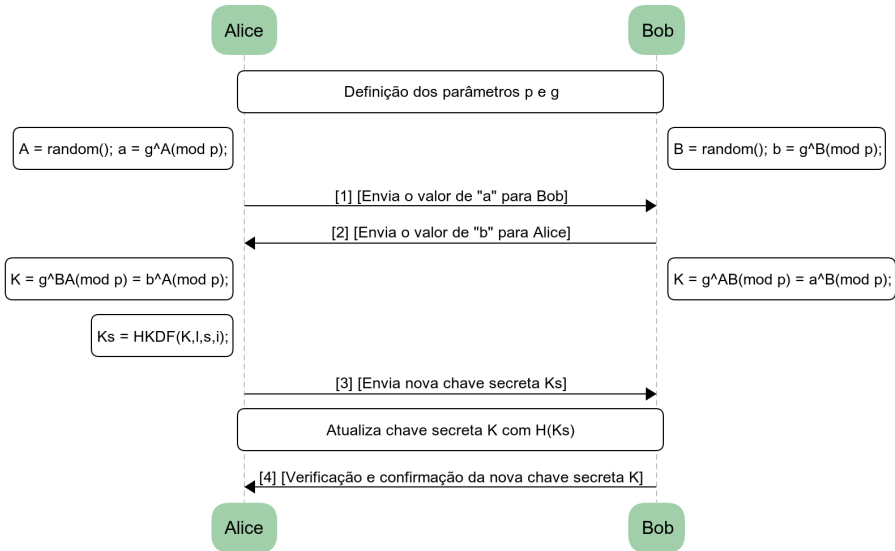 Alice
Bob
Definição dos parâmetros p e g
A = random(); a = g^A(mod p);
B = random(); b = g^B(mod p);
[1] [Envia o valor de "a" para Bob]
[2] [Envia o valor de "b" para Alice]
K = g^BA(mod p) = b^A(mod p);
K = g^AB(mod p) = a^B(mod p);
Ks = HKDF(K,l,s,i);
[3] [Envia nova chave secreta Ks]
Atualiza chave secreta K com H(Ks)
[4] [Verificação e confirmação da nova chave secreta K]
Alice
Bob